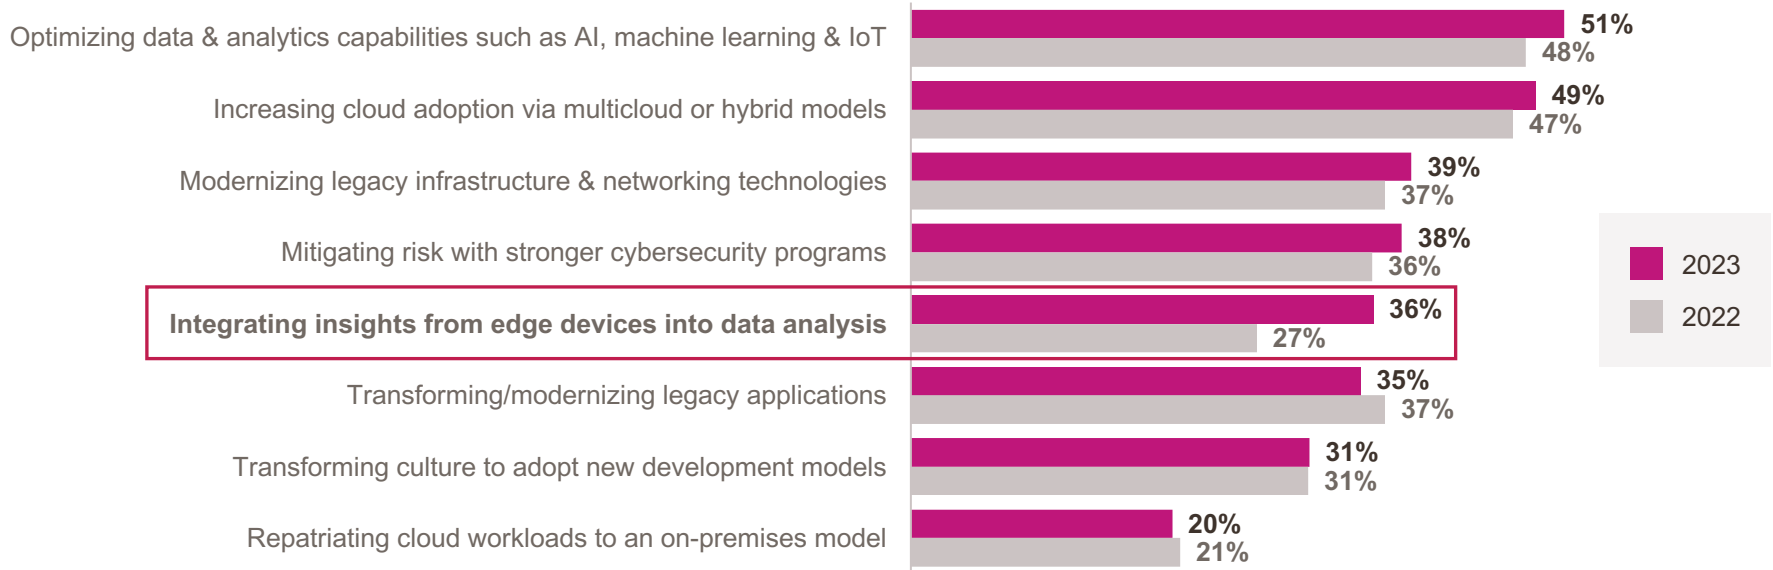 Optimizing data & analytics capabilities such as AI, machine learning & IoT
51%
48%
Increasing cloud adoption via multicloud or hybrid models
49%
47%
Modernizing legacy infrastructure & networking technologies
39%
37%
Mitigating risk with stronger cybersecurity programs
38%
36%
Integrating insights from edge devices into data analysis
36%
27%
Transforming/modernizing legacy applications
35%
37%
Transforming culture to adopt new development models
31%
31%
Repatriating cloud workloads to an on-premises model
20%
21%
2023
2022